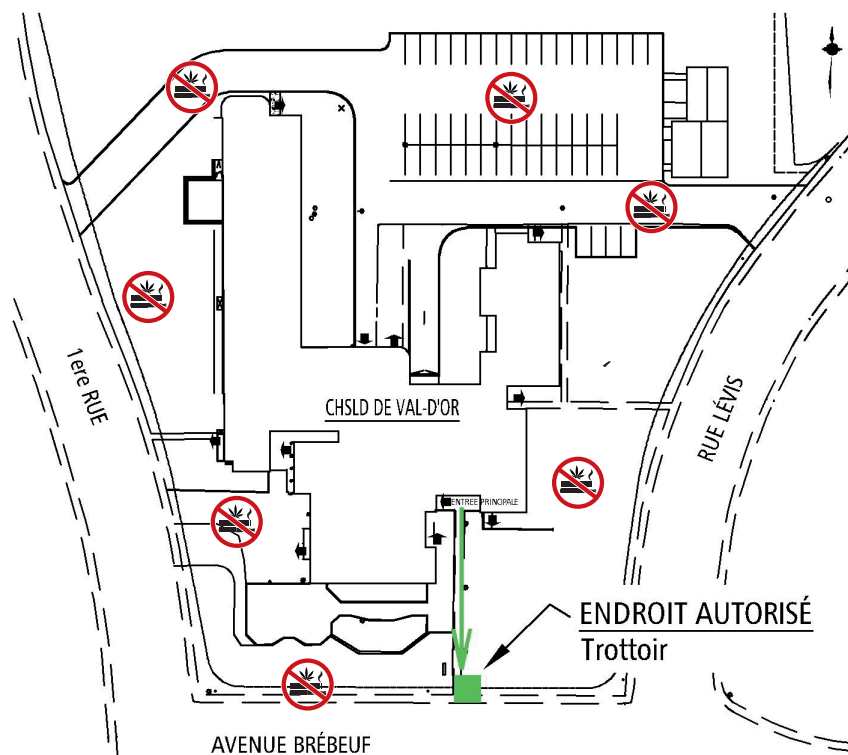 1ere RUE
CHSLD DE VAL-D'OR
RUE LÉVIS
ENTREE PRINCIPALE
ENDROIT AUTORISÉ
Trottoir
AVENUE BRÉBEUF